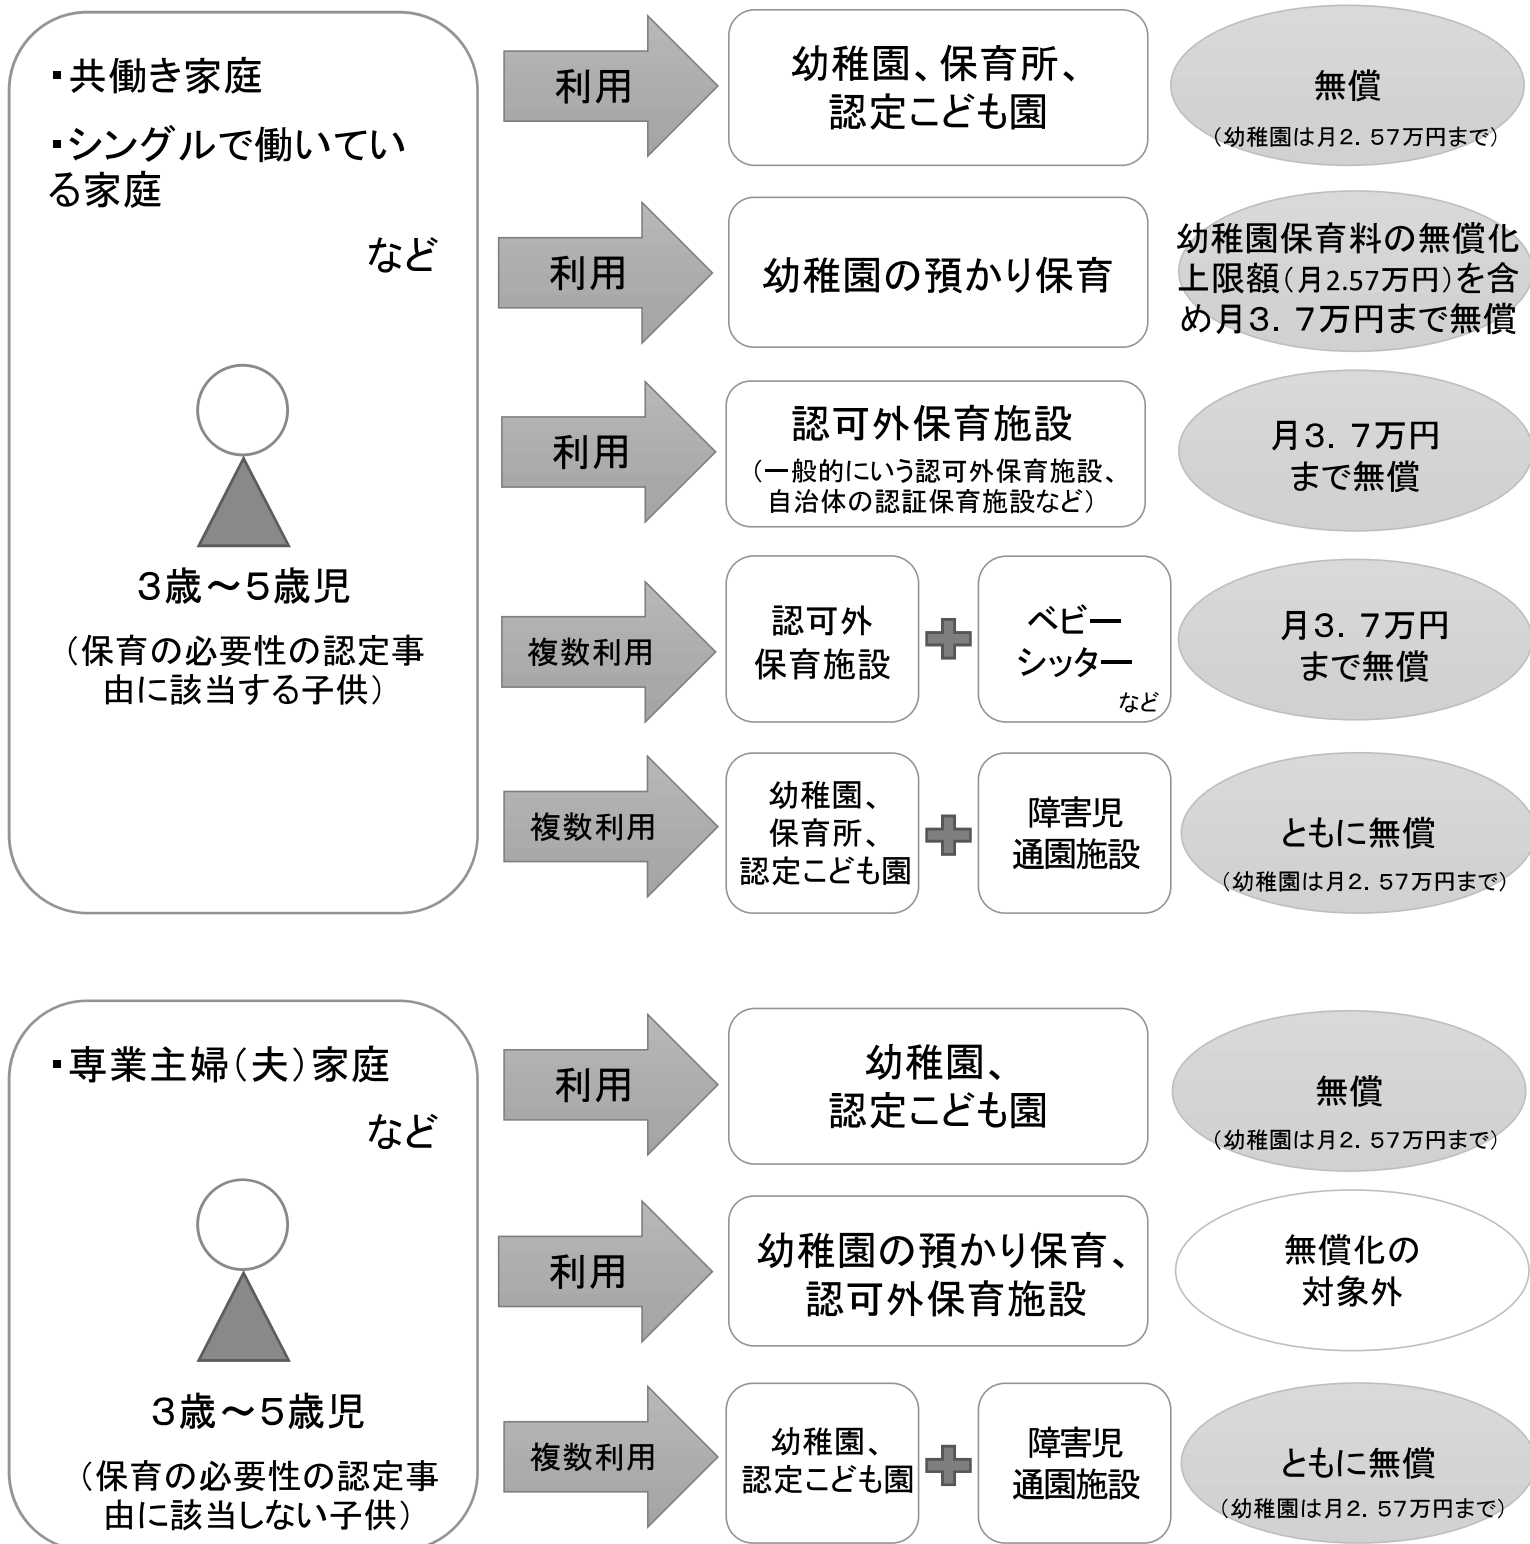 ・共働き家庭
・シングルで働いてい
る家庭
など
3歳～5歳児
（保育の必要性の認定事
由に該当する子供）
利用
幼稚園、保育所、
認定こども園
無償
（幼稚園は月2．57万円まで）
利用
幼稚園の預かり保育
幼稚園保育料の無償化
上限額（月2.57万円）を含
め月3．7万円まで無償
利用
認可外保育施設
（一般的にいう認可外保育施設、
自治体の認証保育施設など）
月3．7万円
まで無償
複数利用
認可外
保育施設
ベビー
シッター
など
月3．7万円
まで無償
複数利用
幼稚園、
保育所、
認定こども園
障害児
通園施設
ともに無償
（幼稚園は月2．57万円まで）
・専業主婦（夫）家庭
など
3歳～5歳児
（保育の必要性の認定事
由に該当しない子供）
利用
幼稚園、
認定こども園
無償
（幼稚園は月2．57万円まで）
利用
幼稚園の預かり保育、
認可外保育施設
無償化の
対象外
複数利用
幼稚園、
認定こども園
障害児
通園施設
ともに無償
（幼稚園は月2．57万円まで）